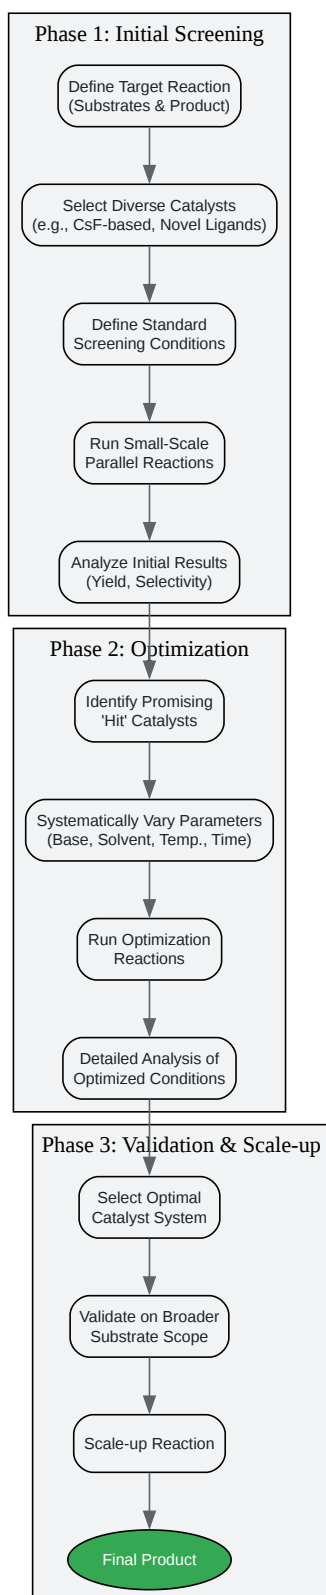 Phase 1: Initial Screening
Define Target Reaction
(Substrates & Product)
Select Diverse Catalysts
(e.g., CsF-based, Novel Ligands)
Define Standard
Screening Conditions
Run Small-Scale
Parallel Reactions
Analyze Initial Results
(Yield, Selectivity)
Phase 2: Optimization
Identify Promising
'Hit' Catalysts
Systematically Vary Parameters
(Base, Solvent, Temp., Time)
Run Optimization
Reactions
Detailed Analysis of
Optimized Conditions
Phase 3: Validation & Scale-up
Select Optimal
Catalyst System
Validate on Broader
Substrate Scope
Scale-up Reaction
Final Product